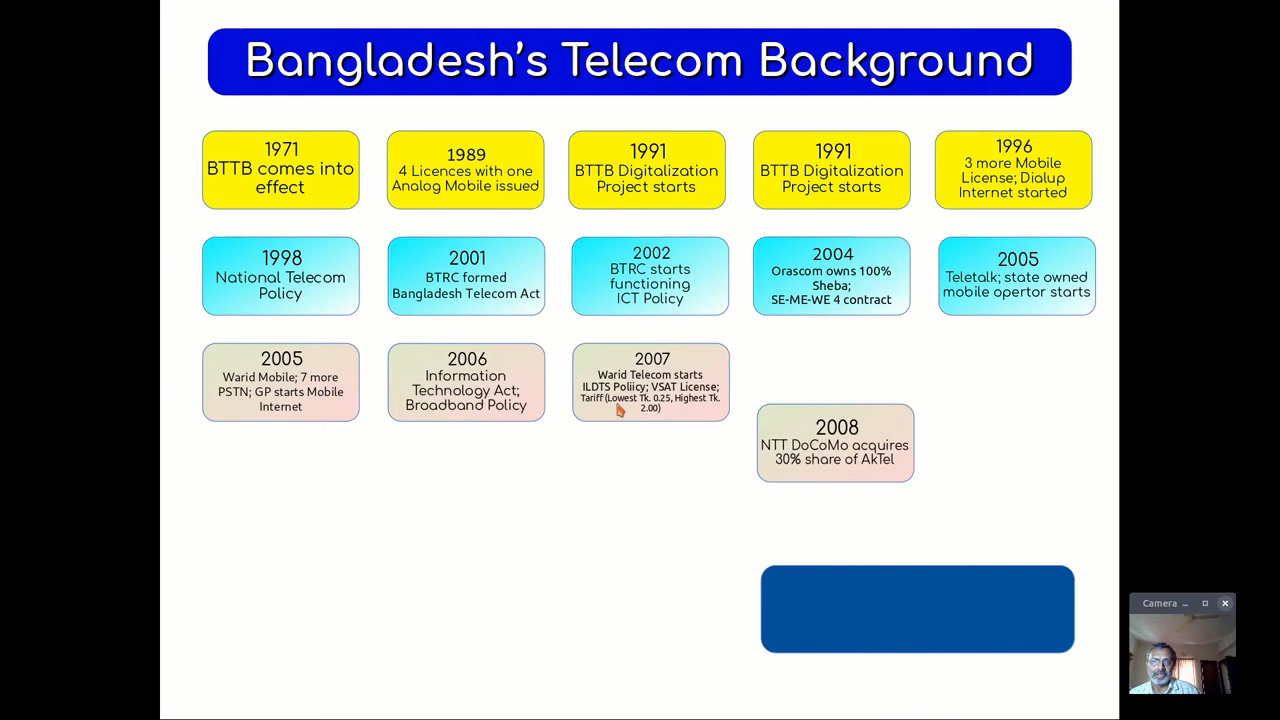 Bangladesh's Telecom Background
1971
BTTB comes into
effect
1989
4 Licences with one
Analog Mobile issued
1991
BTTB Digitalization
Project starts
1991
BTTB Digitalization
Project starts
1996
3 more Mobile
License; Dialup
Internet started
1998
National Telecom
Policy
2001
BTRC formed
Bangladesh Telecom Act
2002
BTRC starts
functioning
ICT Policy
2004
Orascom owns 100%
Sheba;
SE-ME-WE 4 contract
2005
Teletalk; state owned
mobile opertor starts
2005
Warid Mobile; 7 more
PSTN; GP starts Mobile
Internet
2006
Information
Technology Act;
Broadband Policy
2007
Warid Telecom starts
ILDTS Poliicy; VSAT License;
Tariff (Lowest Tk. 0.25, Highest Tk.
2.00)
2008
NTT DoCoMo acquires
30% share of AkTel
Camera